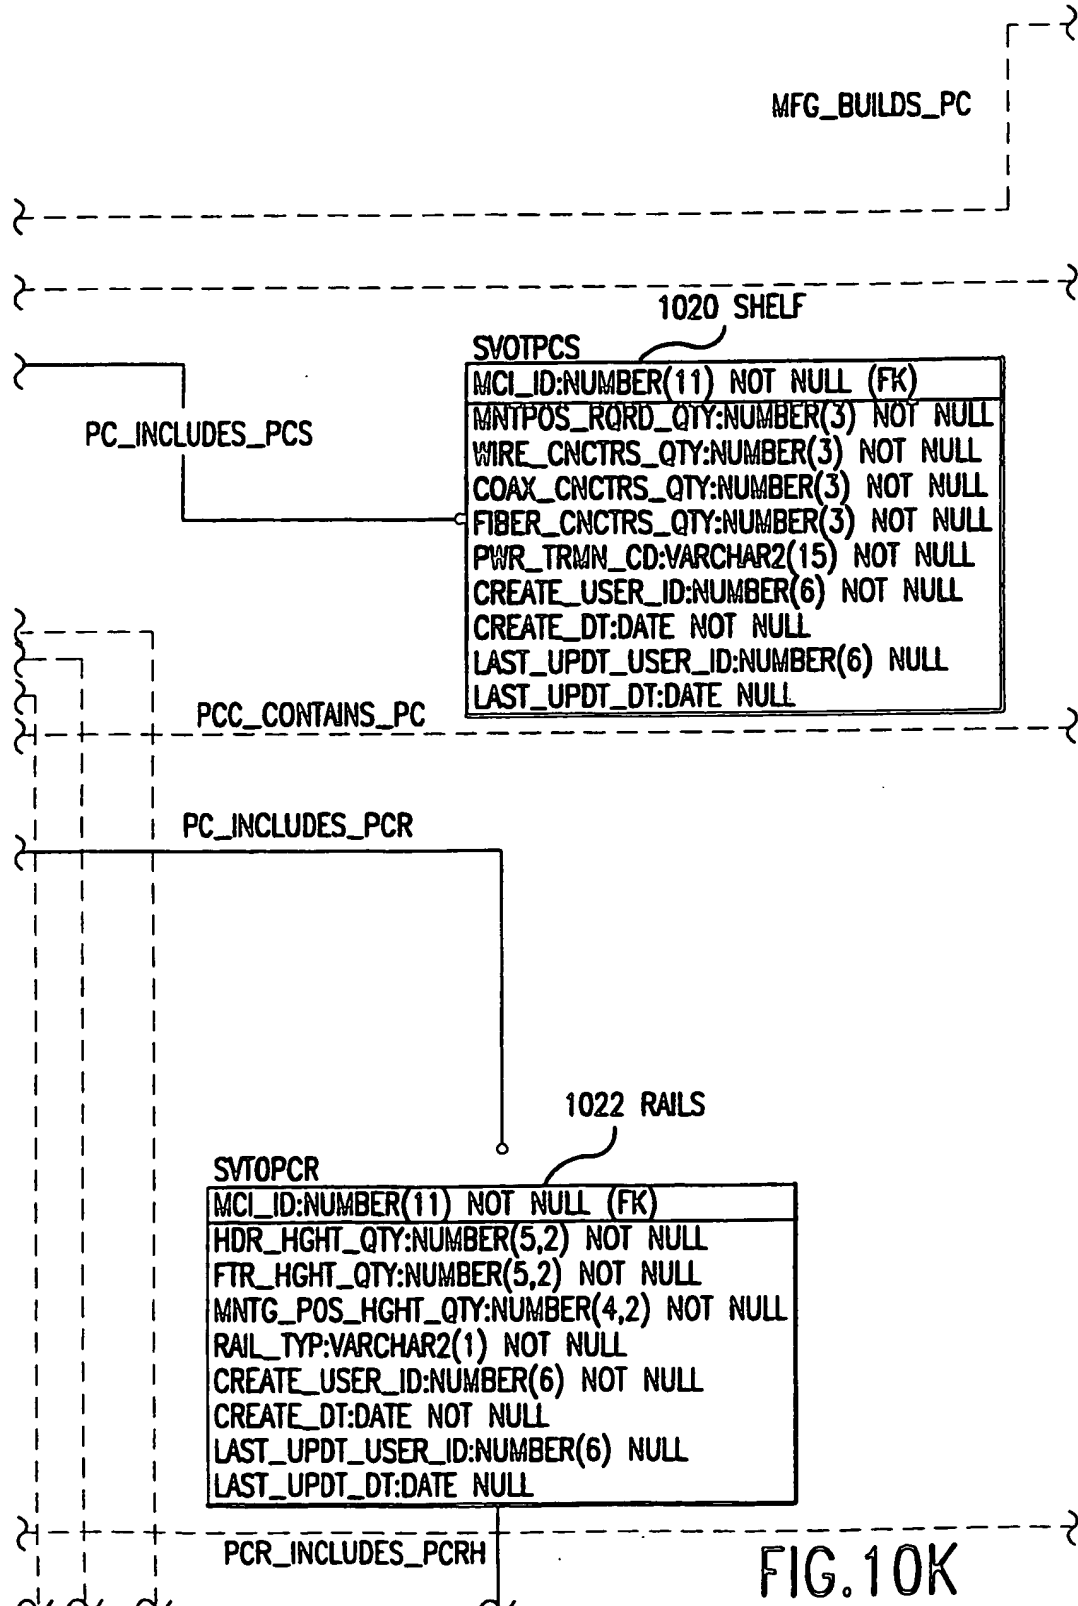 MFG_BUILDS_PC
1020 SHELF
SVOTPCS
MCI_ID:NUMBER(11) NOT NULL (FK)
MNTPOS_RQRD_QTY:NUMBER(3) NOT NULL
WIRE_CNCTRS_QTY:NUMBER(3) NOT NULL
COAX_CNCTRS_QTY:NUMBER(3) NOT NULL
FIBER_CNCTRS_QTY:NUMBER(3) NOT NULL
PWR_TRMN_CD:VARCHAR2(15) NOT NULL
CREATE_USER_ID:NUMBER(6) NOT NULL
CREATE_DT:DATE NOT NULL
LAST_UPDT_USER_ID:NUMBER(6) NULL
LAST_UPDT_DT:DATE NULL
PC_INCLUDES_PCS
PCC_CONTAINS_PC
PC_INCLUDES_PCR
1022 RAILS
SVTOPCR
MCI_ID:NUMBER(11) NOT NULL (FK)
HDR_HGHT_QTY:NUMBER(5,2) NOT NULL
FTR_HGHT_QTY:NUMBER(5,2) NOT NULL
MNTG_POS_HGHT_QTY:NUMBER(4,2) NOT NULL
RAIL_TYP:VARCHAR2(1) NOT NULL
CREATE_USER_ID:NUMBER(6) NOT NULL
CREATE_DT:DATE NOT NULL
LAST_UPDT_USER_ID:NUMBER(6) NULL
LAST_UPDT_DT:DATE NULL
PCR_INCLUDES_PCRH
FIG.10K